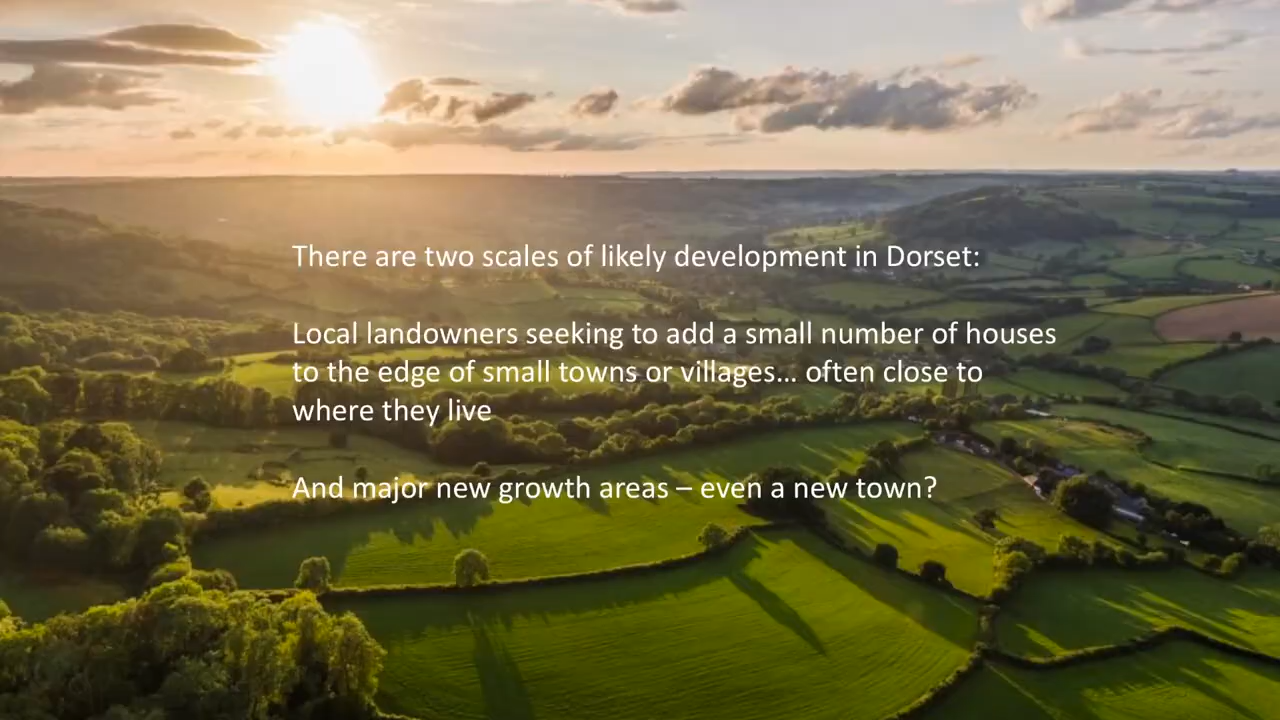 There are two scales of likely development in Dorset:
Local landowners seeking to add a small number of houses
to the edge of small towns or villages... often close to
where they live
And major new growth areas – even a new town?